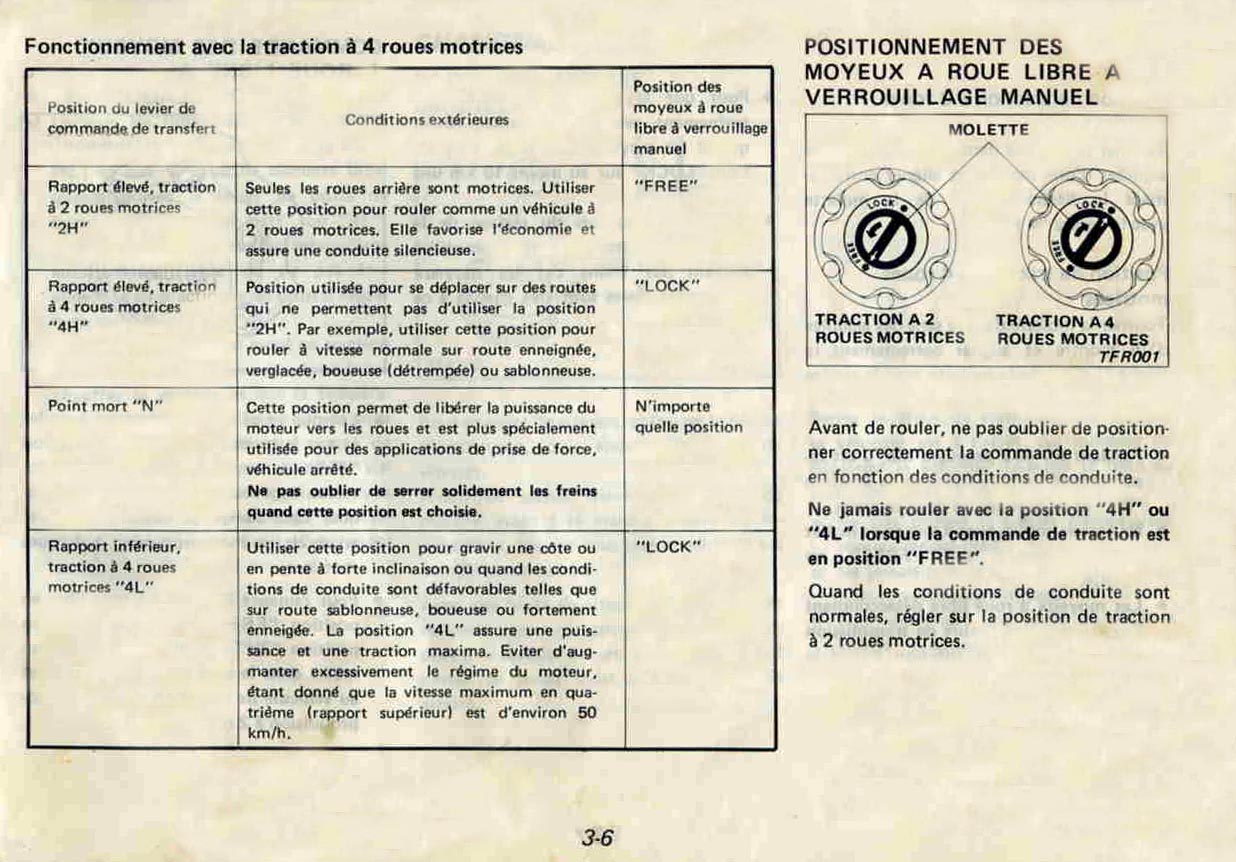 Fonctionnement avec la traction à 4 roues motrices
Position du levier de
commande de transfert
Conditions extérieures
Position des
moyeux à roue
libre à verrouillage
manuel
Rapport élevé, traction
à 2 roues motrices
"2H"
Seules les roues arrière sont motrices. Utiliser
cette position pour rouler comme un véhicule à
2 roues motrices. Elle favorise l'économie et
assure une conduite silencieuse.
"FREE"
Rapport élevé, traction
à 4 roues motrices
"4H"
Position utilisée pour se déplacer sur des routes
qui ne permettent pas d'utiliser la position
"2H". Par exemple, utiliser cette position pour
rouler à vitesse normale sur route enneignée,
verglacée, boueuse (détrempée) ou sablonneuse.
"LOCK"
Point mort "N"
Cette position permet de libérer la puissance du
moteur vers les roues et est plus spécialement
utilisée pour des applications de prise de force,
véhicule arrêté.
Ne pas oublier de serrer solidement les freins
quand cette position est choisie.
N'importe
quelle position
Rapport inférieur,
traction à 4 roues
motrices "4L"
Utiliser cette position pour gravir une côte ou
en pente à forte inclinaison ou quand les condi-
tions de conduite sont défavorables telles que
sur route sablonneuse, boueuse ou fortement
enneigée. La position "4L" assure une puis-
sance et une traction maxima. Eviter d'aug-
manter excessivement le régime du moteur,
étant donné que la vitesse maximum en qua-
trième (rapport supérieur) est d'environ 50
km/h.
"LOCK"
POSITIONNEMENT DES
MOYEUX A ROUE LIBRE A
VERROUILLAGE MANUEL
MOLETTE
LOCK
FREE
LOCK
FREE
TRACTION A 2
ROUES MOTRICES
TRACTION A 4
ROUES MOTRICES
TFR001
Avant de rouler, ne pas oublier de position-
ner correctement la commande de traction
en fonction des conditions de conduite.
Ne jamais rouler avec la position "4H" ou
"4L" lorsque la commande de traction est
en position "FREE".
Quand les conditions de conduite sont
normales, régler sur la position de traction
à 2 roues motrices.
3-6